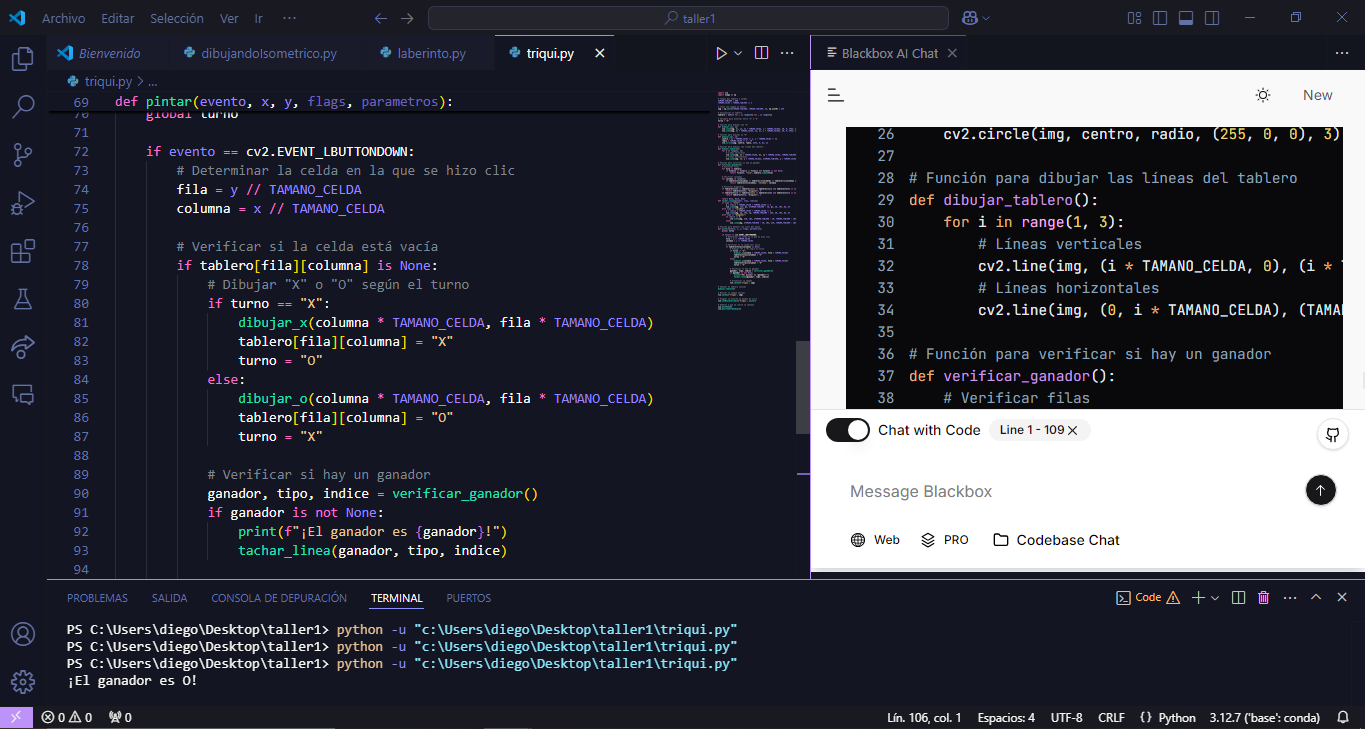 Archivo Editar Selección Ver Ir ··· taller1
Bienvenido dibujandoIsometrico.py laberinto.py triqui.py Blackbox AI Chat
triqui.py > ...
69 def pintar(evento, x, y, flags, parametros):
70 global turno
71
72 if evento == cv2.EVENT_LBUTTONDOWN:
73 # Determinar la celda en la que se hizo clic
74 fila = y // TAMANO_CELDA
75 columna = x // TAMANO_CELDA
76
77 # Verificar si la celda está vacía
78 if tablero[fila][columna] is None:
79 # Dibujar "X" o "O" según el turno
80 if turno == "X":
81 dibujar_x(columna * TAMANO_CELDA, fila * TAMANO_CELDA)
82 tablero[fila][columna] = "X"
83 turno = "O"
84 else:
85 dibujar_o(columna * TAMANO_CELDA, fila * TAMANO_CELDA)
86 tablero[fila][columna] = "O"
87 turno = "X"
88
89 # Verificar si hay un ganador
90 ganador, tipo, indice = verificar_ganador()
91 if ganador is not None:
92 print(f"¡El ganador es {ganador}!")
93 tachar_linea(ganador, tipo, indice)
94
New
26 cv2.circle(img, centro, radio, (255, 0, 0), 3)
27
28 # Función para dibujar las líneas del tablero
29 def dibujar_tablero():
30 for i in range(1, 3):
31 # Líneas verticales
32 cv2.line(img, (i * TAMANO_CELDA, 0), (i *
33 # Líneas horizontales
34 cv2.line(img, (0, i * TAMANO_CELDA), (TAMA
35
36 # Función para verificar si hay un ganador
37 def verificar_ganador():
38 # Verificar filas
Chat with Code Line 1 - 109
Message Blackbox
Web PRO Codebase Chat
PROBLEMAS SALIDA CONSOLA DE DEPURACIÓN TERMINAL PUERTOS Code
PS C:\Users\diego\Desktop\taller1> python -u "c:\Users\diego\Desktop\taller1\triqui.py"
PS C:\Users\diego\Desktop\taller1> python -u "c:\Users\diego\Desktop\taller1\triqui.py"
PS C:\Users\diego\Desktop\taller1> python -u "c:\Users\diego\Desktop\taller1\triqui.py"
¡El ganador es O!
0 0 0 Lín. 106, col. 1 Espacios: 4 UTF-8 CRLF {} Python 3.12.7 ('base': conda)